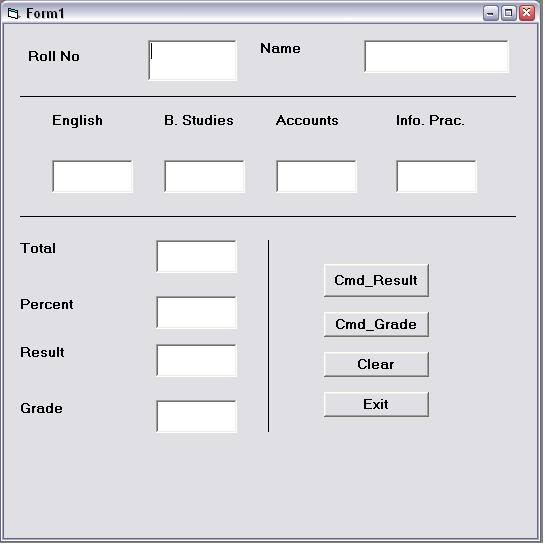 Form1
Roll No
Name
English B. Studies Accounts Info. Prac.
Total
Percent
Result
Grade
Cmd_Result
Cmd_Grade
Clear
Exit